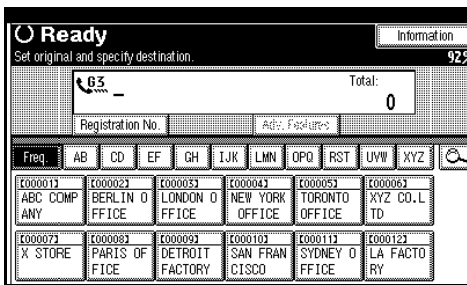 Ready
Information
Set original and specify destination.
92%
G3
Total:
0
Registration No.
Adv. Features
Freq. AB CD EF GH IJK LMN OPQ RST UVW XYZ
[00001] [00002] [00003] [00004] [00005] [00006]
ABC COMP BERLIN O LONDON O NEW YORK TORONTO XYZ CO.L
ANY FFICE FFICE OFFICE OFFICE TD
[00007] [00008] [00009] [00010] [00011] [00012]
X STORE PARIS OF DETROIT SAN FRAN SYDNEY O LA FACTO
FICE FACTORY CISCO FFICE RY